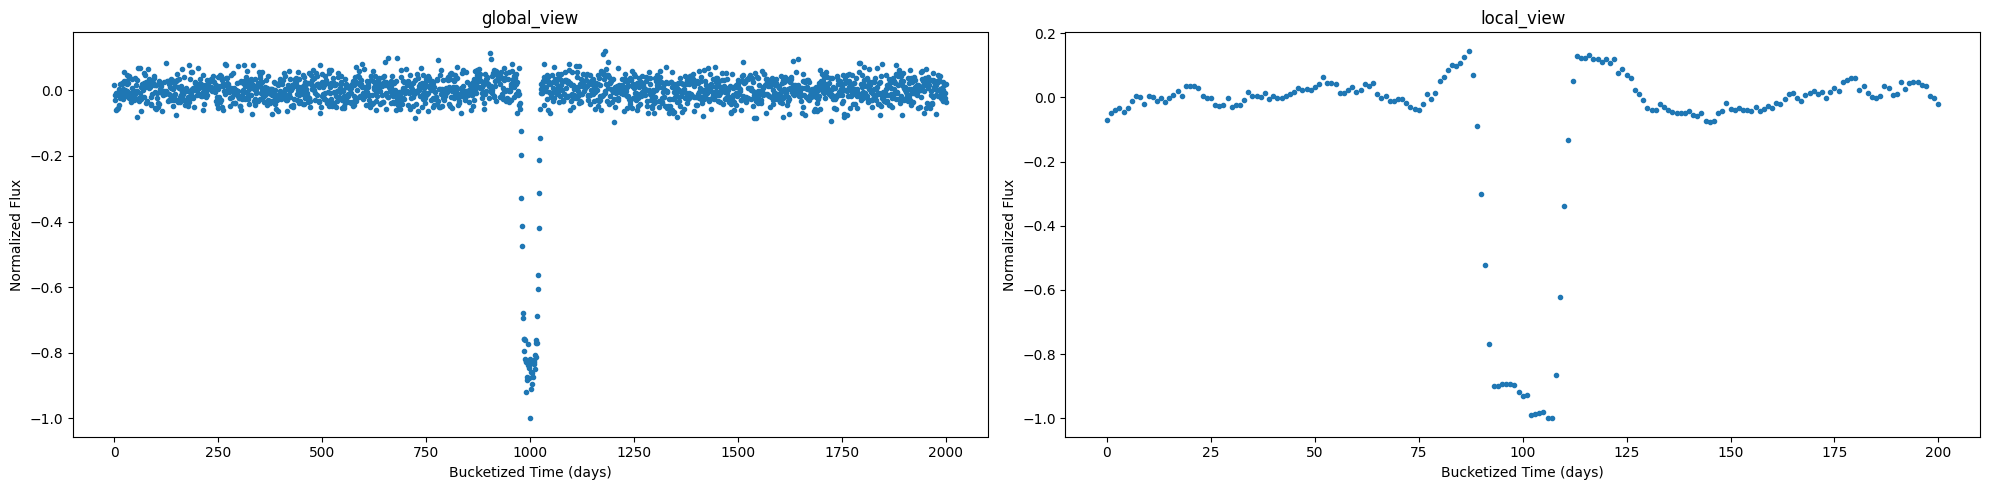 global_view
0.0
−0.2
−0.4
−0.6
−0.8
−1.0
Normalized Flux
0 250 500 750 1000 1250 1500 1750 2000
Bucketized Time (days)
local_view
0.2
0.0
−0.2
−0.4
−0.6
−0.8
−1.0
Normalized Flux
0 25 50 75 100 125 150 175 200
Bucketized Time (days)